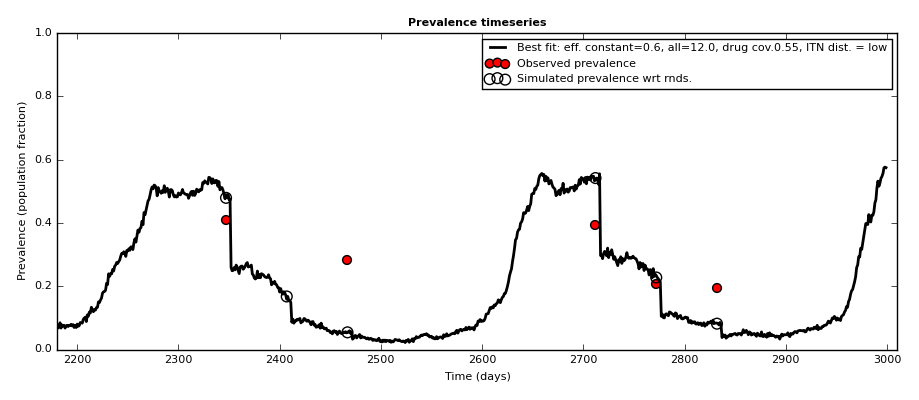 Prevalence timeseries
1.0
0.8
0.6
0.4
0.2
0.0
Prevalence (population fraction)
Best fit: eff. constant=0.6, all=12.0, drug cov.0.55, ITN dist. = low
Observed prevalence
Simulated prevalence wrt rnds.
2200 2300 2400 2500 2600 2700 2800 2900 3000
Time (days)